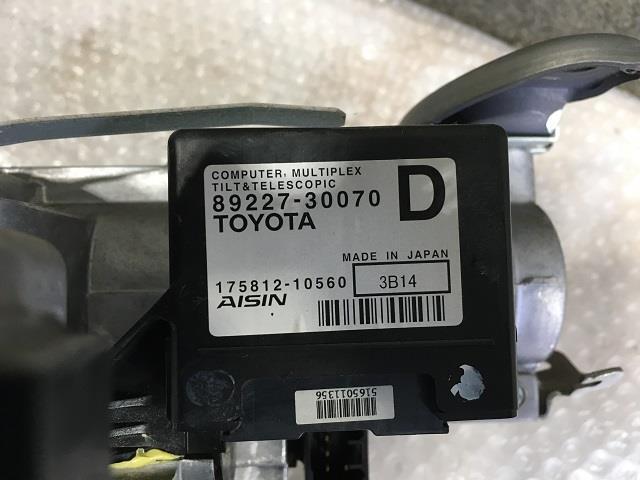 COMPUTER, MULTIPLEX
TILT&TELESCOPIC
89227-30070 D
TOYOTA
MADE IN JAPAN
175812-10560 3B14
AISIN
5165011356